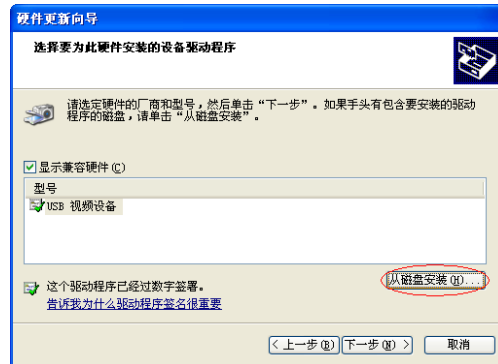 硬件更新向导
选择要为此硬件安装的设备驱动程序
请选定硬件的厂商和型号，然后单击“下一步”。如果手头有包含要安装的驱动
程序的磁盘，请单击“从磁盘安装”。
显示兼容硬件(C)
型号
USB 视频设备
从磁盘安装(H)...
这个驱动程序已经过数字签署。
告诉我为什么驱动程序签名很重要
< 上一步(B)
下一步(N) >
取消